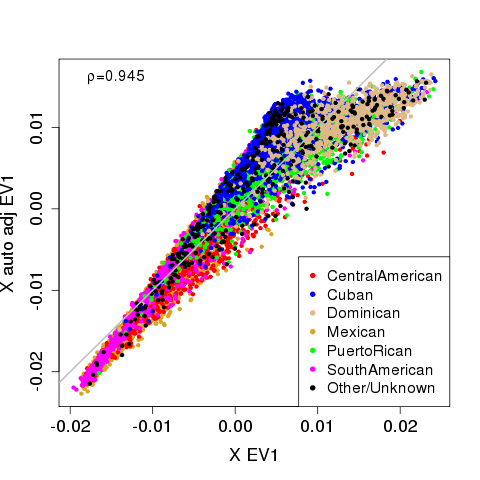 ρ=0.945
X auto adj EV1
0.01
0.00
-0.01
-0.02
CentralAmerican
Cuban
Dominican
Mexican
PuertoRican
SouthAmerican
Other/Unknown
-0.02 -0.01 0.00 0.01 0.02
X EV1